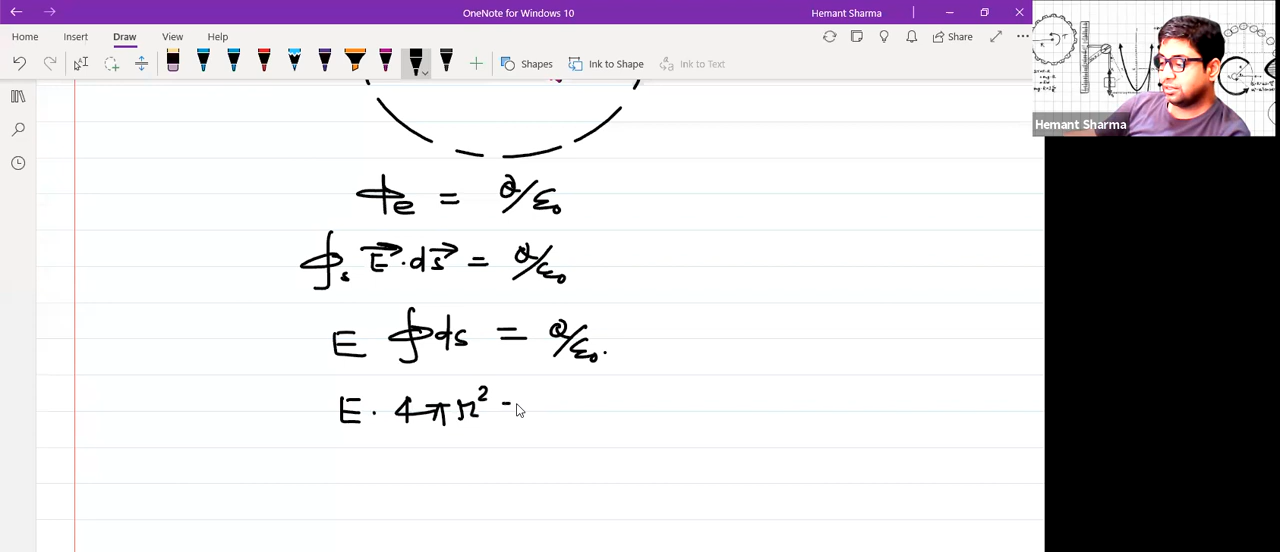 OneNote for Windows 10
Hemant Sharma
Home Insert Draw View Help
Share
Shapes Ink to Shape Ink to Text
Hemant Sharma
ϕe = Q/ε₀
∮s E⃗·ds⃗ = Q/ε₀
E ∮ds = Q/ε₀.
E · 4πr² =